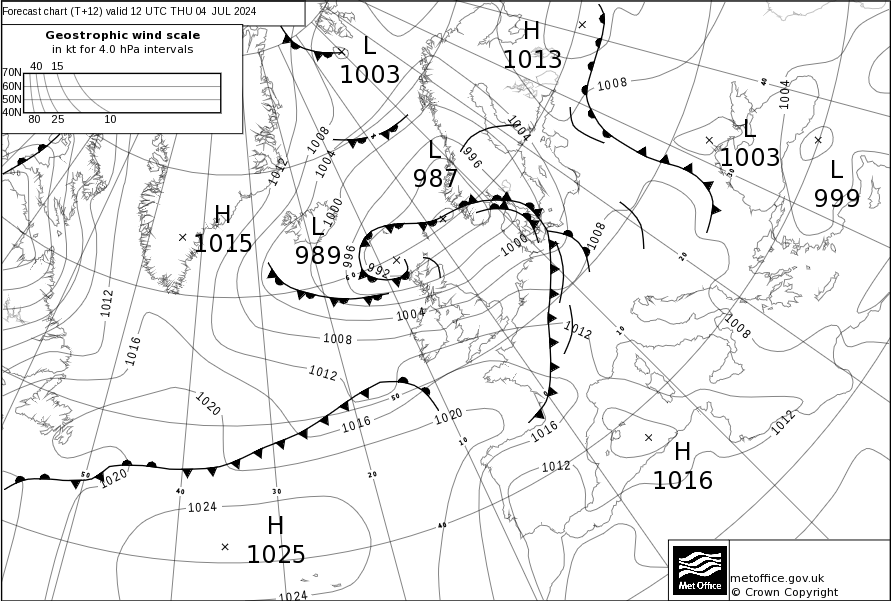 Forecast chart (T+12) valid 12 UTC THU 04 JUL 2024
Geostrophic wind scale
in kt for 4.0 hPa intervals
40 15
70N
60N
50N
40N
80 25 10
L
1003
H
1013
1008
1004
40
L
1003
L
999
30
1008
1004
1012
1004
996
L
987
H
1015
L
989
1000
996
992
60
1000
1008
20
1012
1004
1016
1008
1012
1012
10
1008
1020
50
1016
1020
0
1016
1012
10
1012
H
1016
50
1020
40
30
20
40
1024
H
1025
1024
Met Office
metoffice.gov.uk
© Crown Copyright